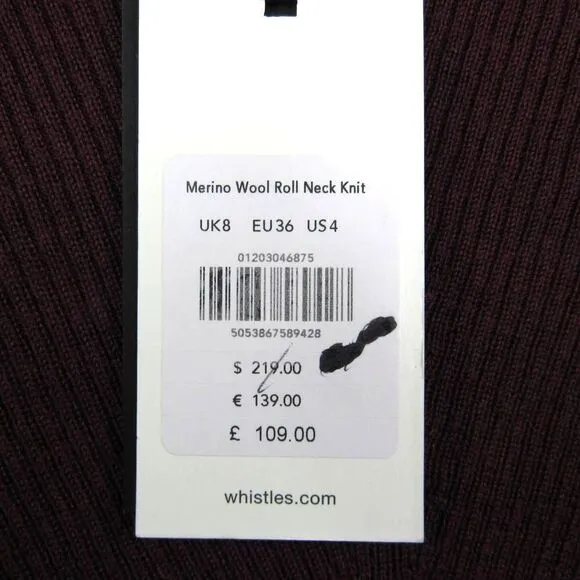 Merino Wool Roll Neck Knit
UK8 EU36 US4
01203046875
5053867589428
$ 219.00
€ 139.00
£ 109.00
whistles.com